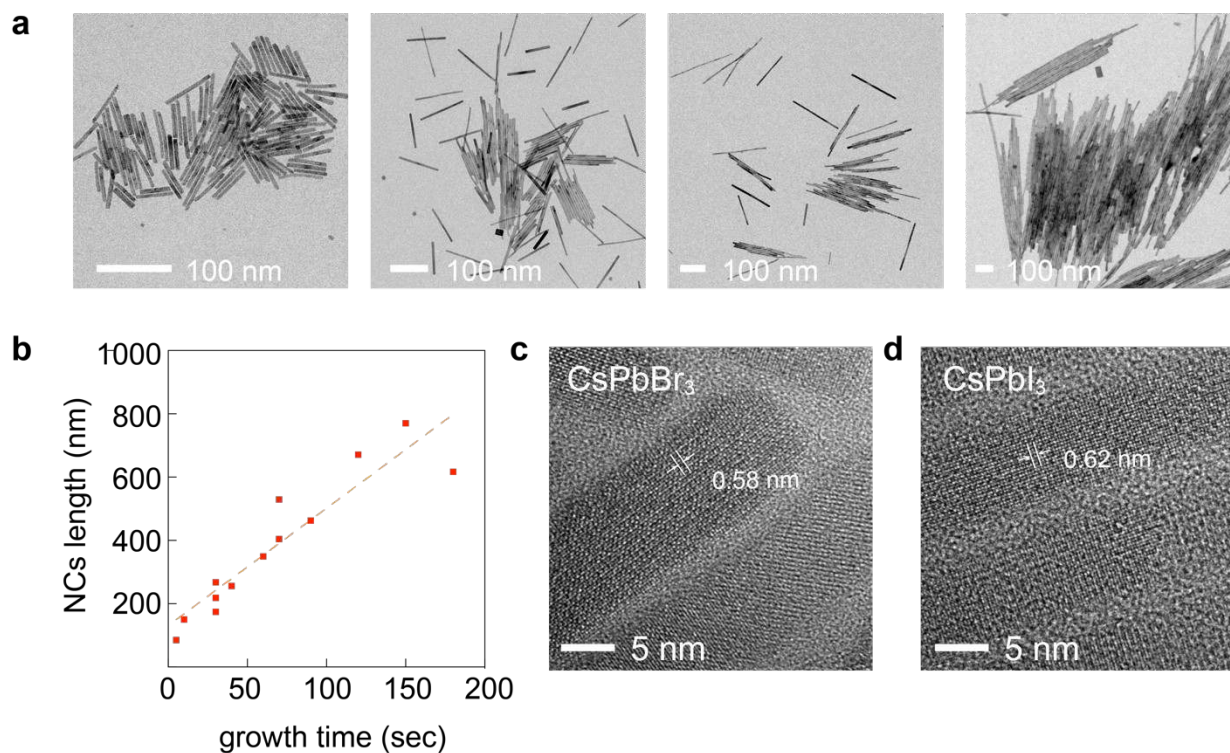 a
100 nm
100 nm
100 nm
100 nm
b
1000
800
600
400
200
0
50
100
150
200
NCs length (nm)
growth time (sec)
c
CsPbBr₃
0.58 nm
5 nm
d
CsPbI₃
0.62 nm
5 nm